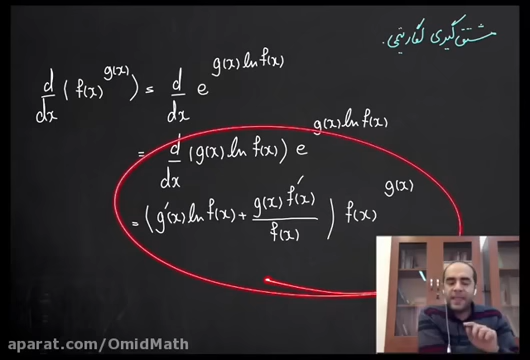 مشتق‌گیری لگاریتمی.
d/dx (f(x)^g(x)) = d/dx e^g(x) ln f(x)
= d/dx (g(x) ln f(x)) e^g(x) ln f(x)
= (g′(x) ln f(x) + g(x) f′(x)/f(x)) f(x)^g(x)
aparat.com/OmidMath